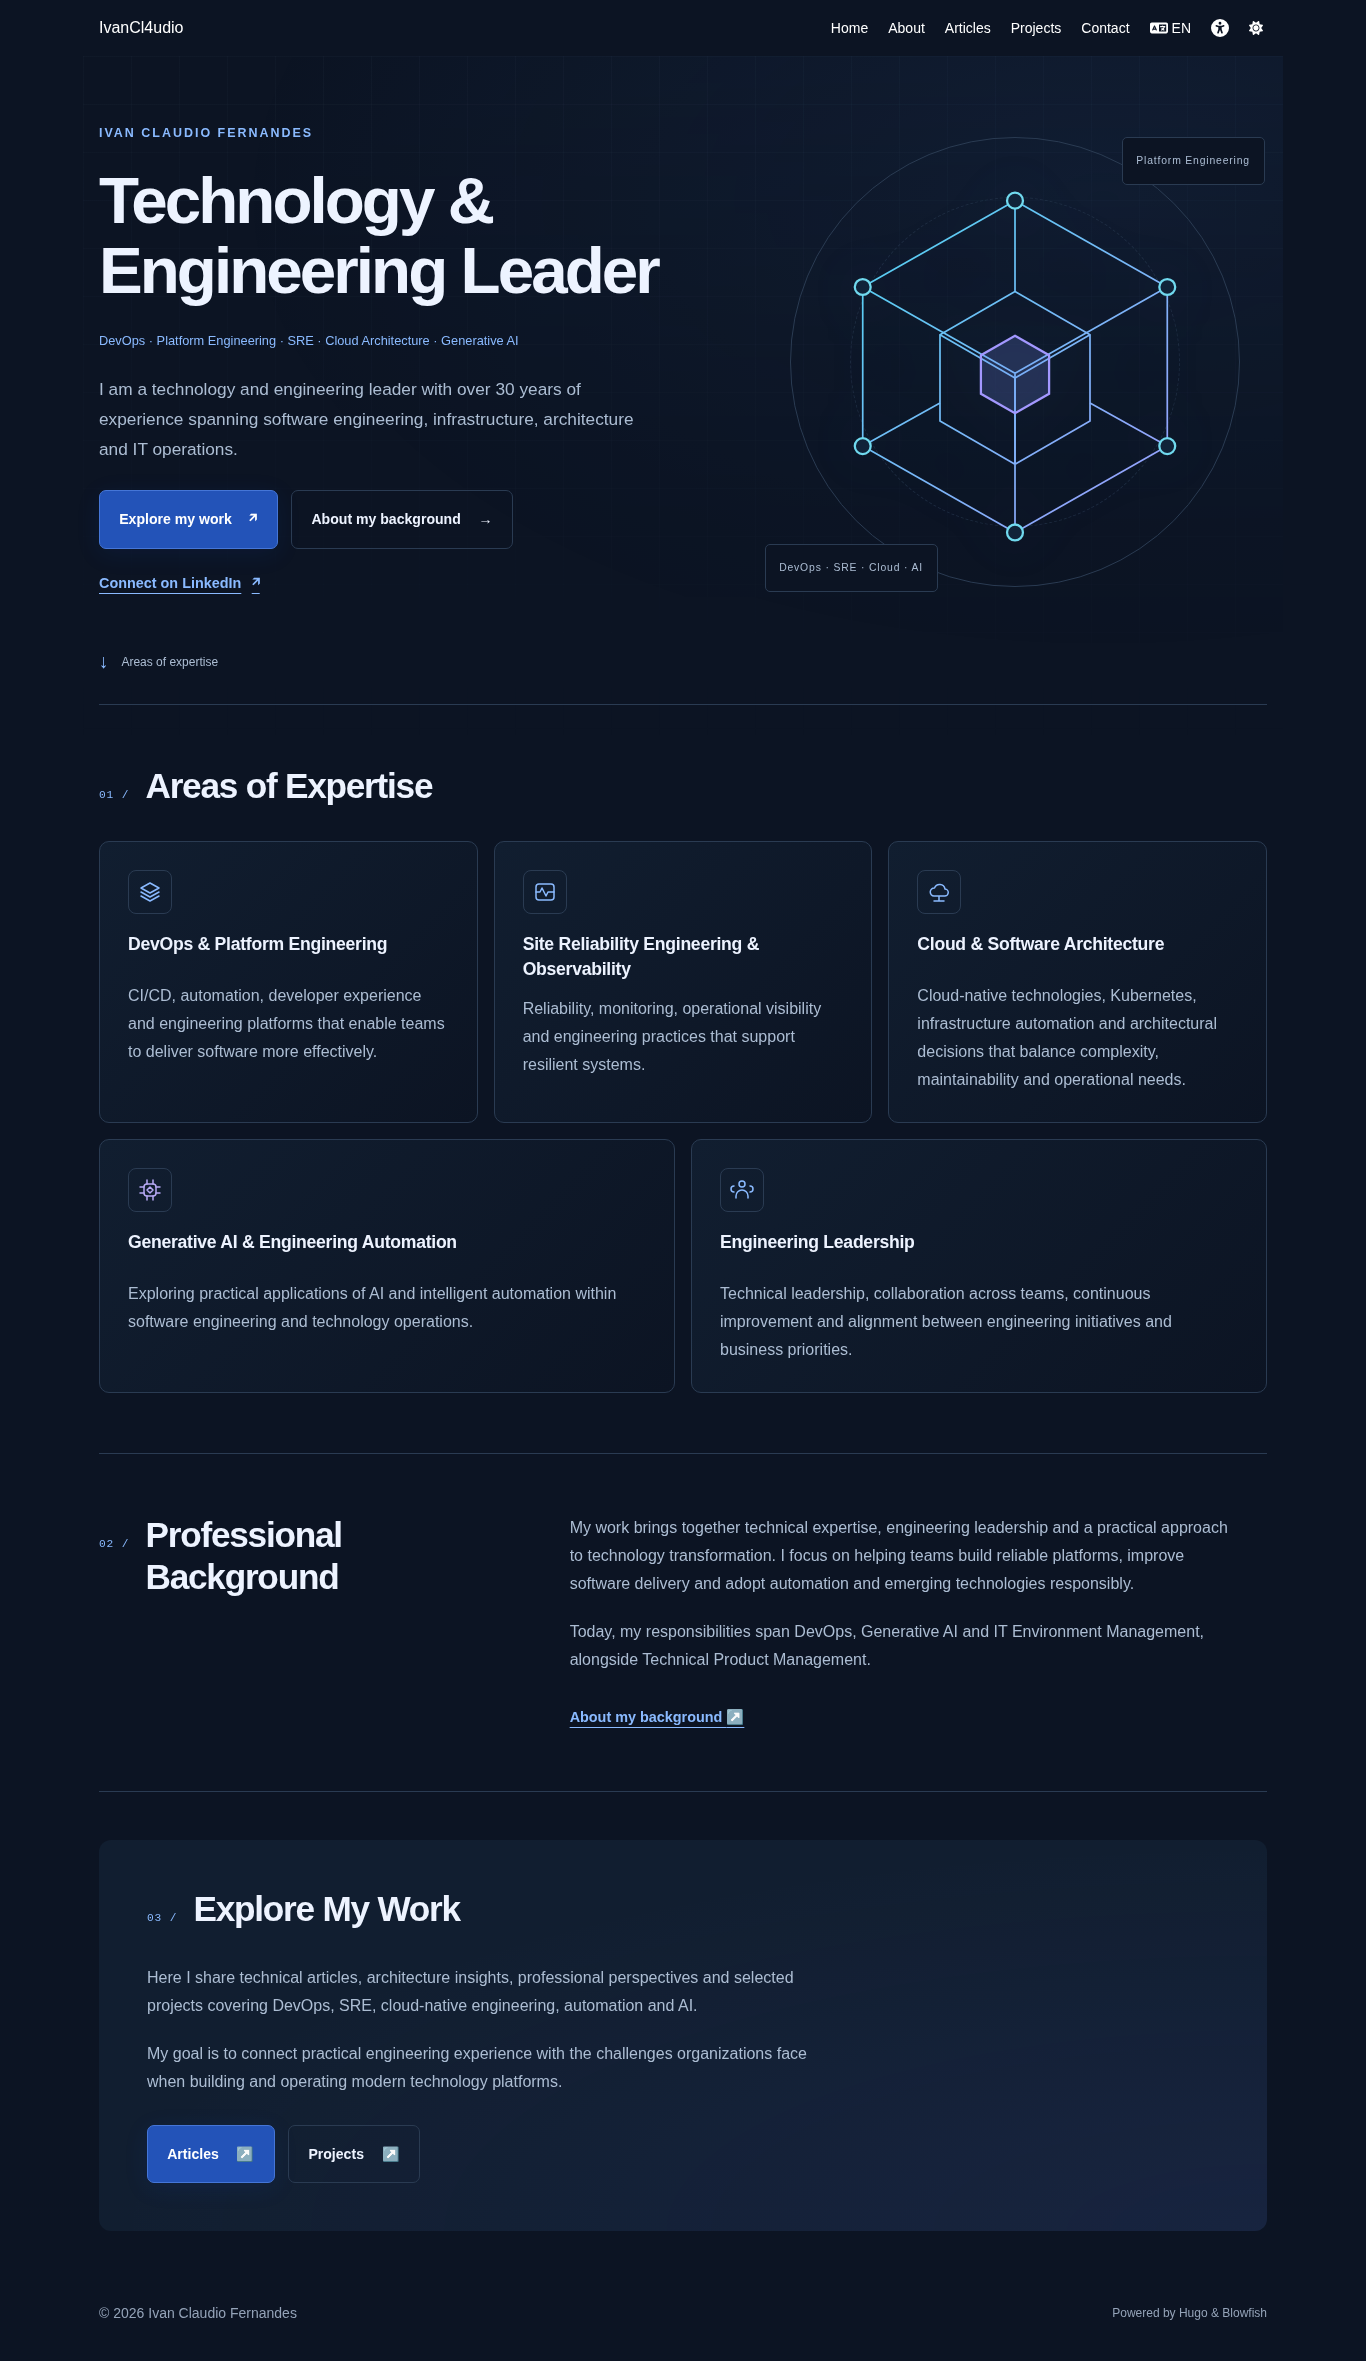 IvanCl4udio
Home About Articles Projects Contact EN
IVAN CLAUDIO FERNANDES
Technology &
Engineering Leader
DevOps · Platform Engineering · SRE · Cloud Architecture · Generative AI
I am a technology and engineering leader with over 30 years of
experience spanning software engineering, infrastructure, architecture
and IT operations.
Explore my work ↗ About my background →
Connect on LinkedIn ↗
Platform Engineering
DevOps · SRE · Cloud · AI
↓ Areas of expertise
01 / Areas of Expertise
DevOps & Platform Engineering
CI/CD, automation, developer experience
and engineering platforms that enable teams
to deliver software more effectively.
Site Reliability Engineering &
Observability
Reliability, monitoring, operational visibility
and engineering practices that support
resilient systems.
Cloud & Software Architecture
Cloud-native technologies, Kubernetes,
infrastructure automation and architectural
decisions that balance complexity,
maintainability and operational needs.
Generative AI & Engineering Automation
Exploring practical applications of AI and intelligent automation within
software engineering and technology operations.
Engineering Leadership
Technical leadership, collaboration across teams, continuous
improvement and alignment between engineering initiatives and
business priorities.
02 / Professional
Background
My work brings together technical expertise, engineering leadership and a practical approach
to technology transformation. I focus on helping teams build reliable platforms, improve
software delivery and adopt automation and emerging technologies responsibly.
Today, my responsibilities span DevOps, Generative AI and IT Environment Management,
alongside Technical Product Management.
About my background ↗
03 / Explore My Work
Here I share technical articles, architecture insights, professional perspectives and selected
projects covering DevOps, SRE, cloud-native engineering, automation and AI.
My goal is to connect practical engineering experience with the challenges organizations face
when building and operating modern technology platforms.
Articles ↗ Projects ↗
© 2026 Ivan Claudio Fernandes
Powered by Hugo & Blowfish